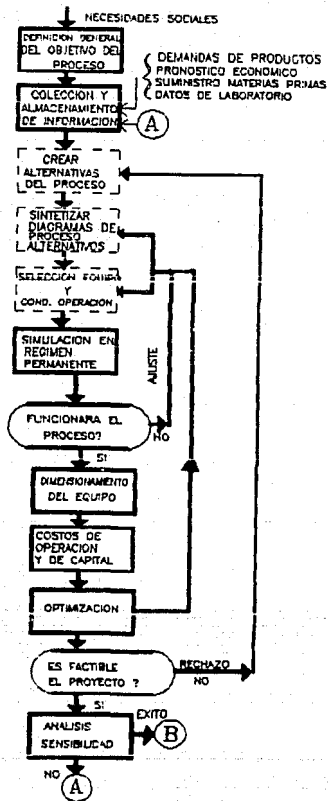 NECESIDADES SOCIALES
DEFINICION GENERAL
DEL OBJETIVO DEL
PROCESO
DEMANDAS DE PRODUCTOS
PRONOSTICO ECONOMICO
SUMINISTRO MATERIAS PRIMAS
DATOS DE LABORATORIO
COLECCION Y
ALMACENAMIENTO
DE INFORMACION
A
CREAR
ALTERNATIVAS
DEL PROCESO
SINTETIZAR
DIAGRAMAS DE
PROCESO
ALTERNATIVOS
SELECCION EQUIPO
Y
COND. OPERACION
SIMULACION EN
REGIMEN
PERMANENTE
AJUSTE
FUNCIONARA EL
PROCESO?
NO
SI
DIMENSIONAMIENTO
DEL EQUIPO
COSTOS DE
OPERACION
Y DE CAPITAL
OPTIMIZACION
ES FACTIBLE
EL PROYECTO ?
RECHAZO
NO
SI
ANALISIS
SENSIBILIDAD
EXITO
B
NO
A